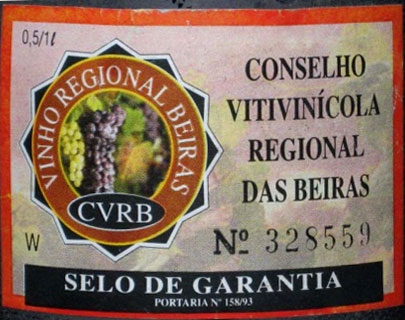 0,5/1ℓ
VINHO REGIONAL BEIRAS
CVRB
CONSELHO
VITIVINÍCOLA
REGIONAL
DAS BEIRAS
W
Nº 328559
SELO DE GARANTIA
PORTARIA Nº 158/93